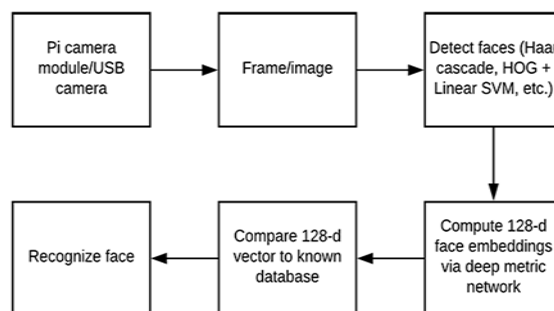 Pi camera
module/USB
camera
Frame/image
Detect faces (Haar
cascade, HOG +
Linear SVM, etc.)
Recognize face
Compare 128-d
vector to known
database
Compute 128-d
face embeddings
via deep metric
network